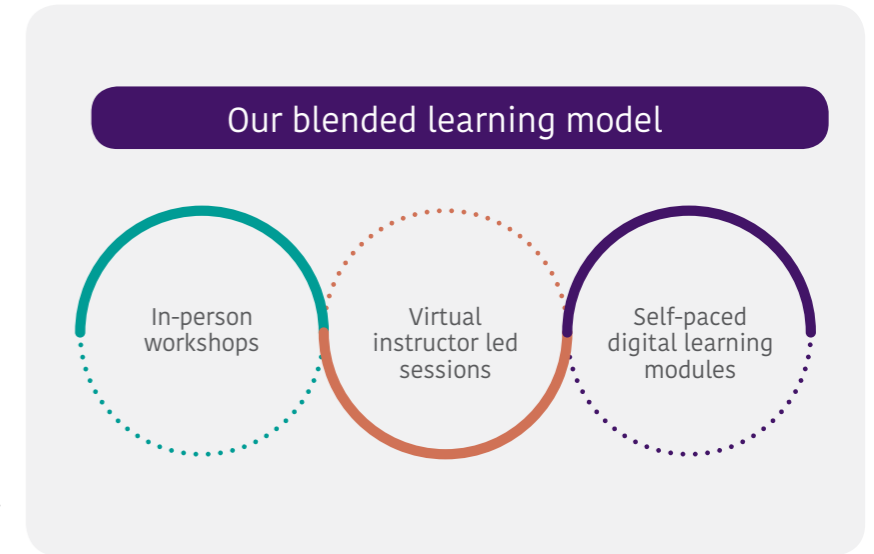 Our blended learning model
In-person
workshops
Virtual
instructor led
sessions
Self-paced
digital learning
modules